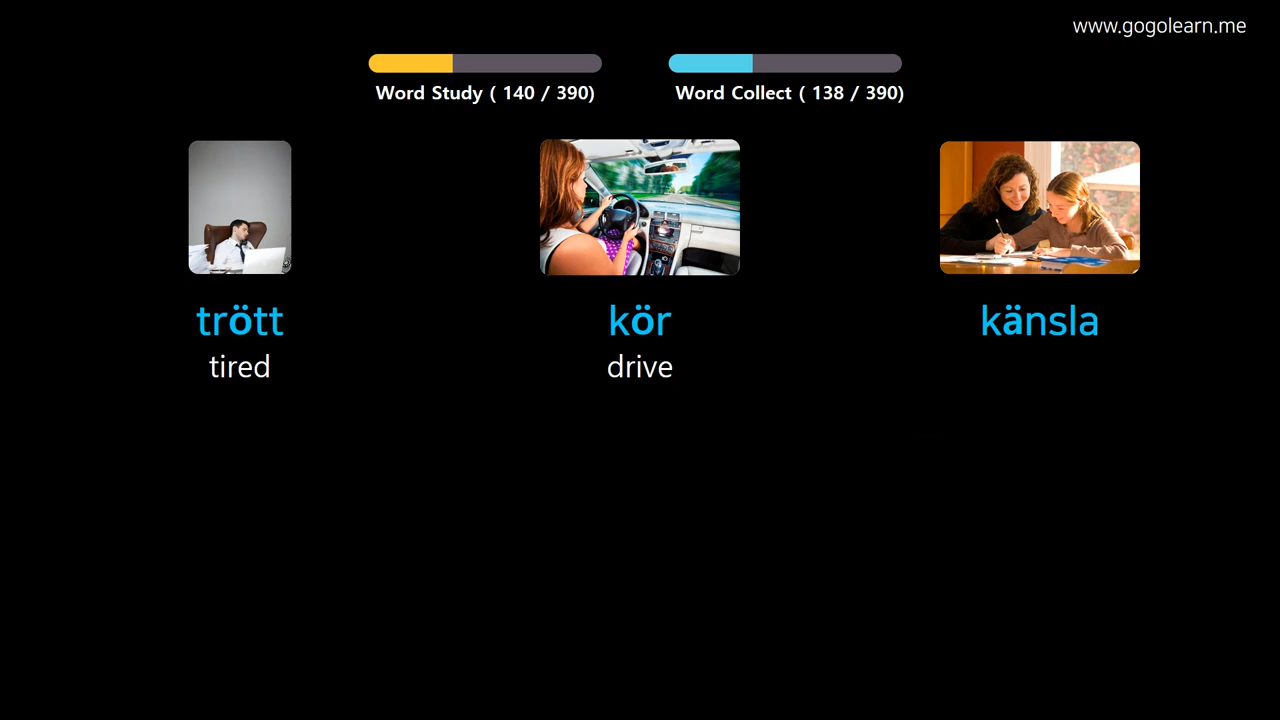 www.gogolearn.me
Word Study ( 140 / 390)
Word Collect ( 138 / 390)
trött
kör
känsla
tired
drive